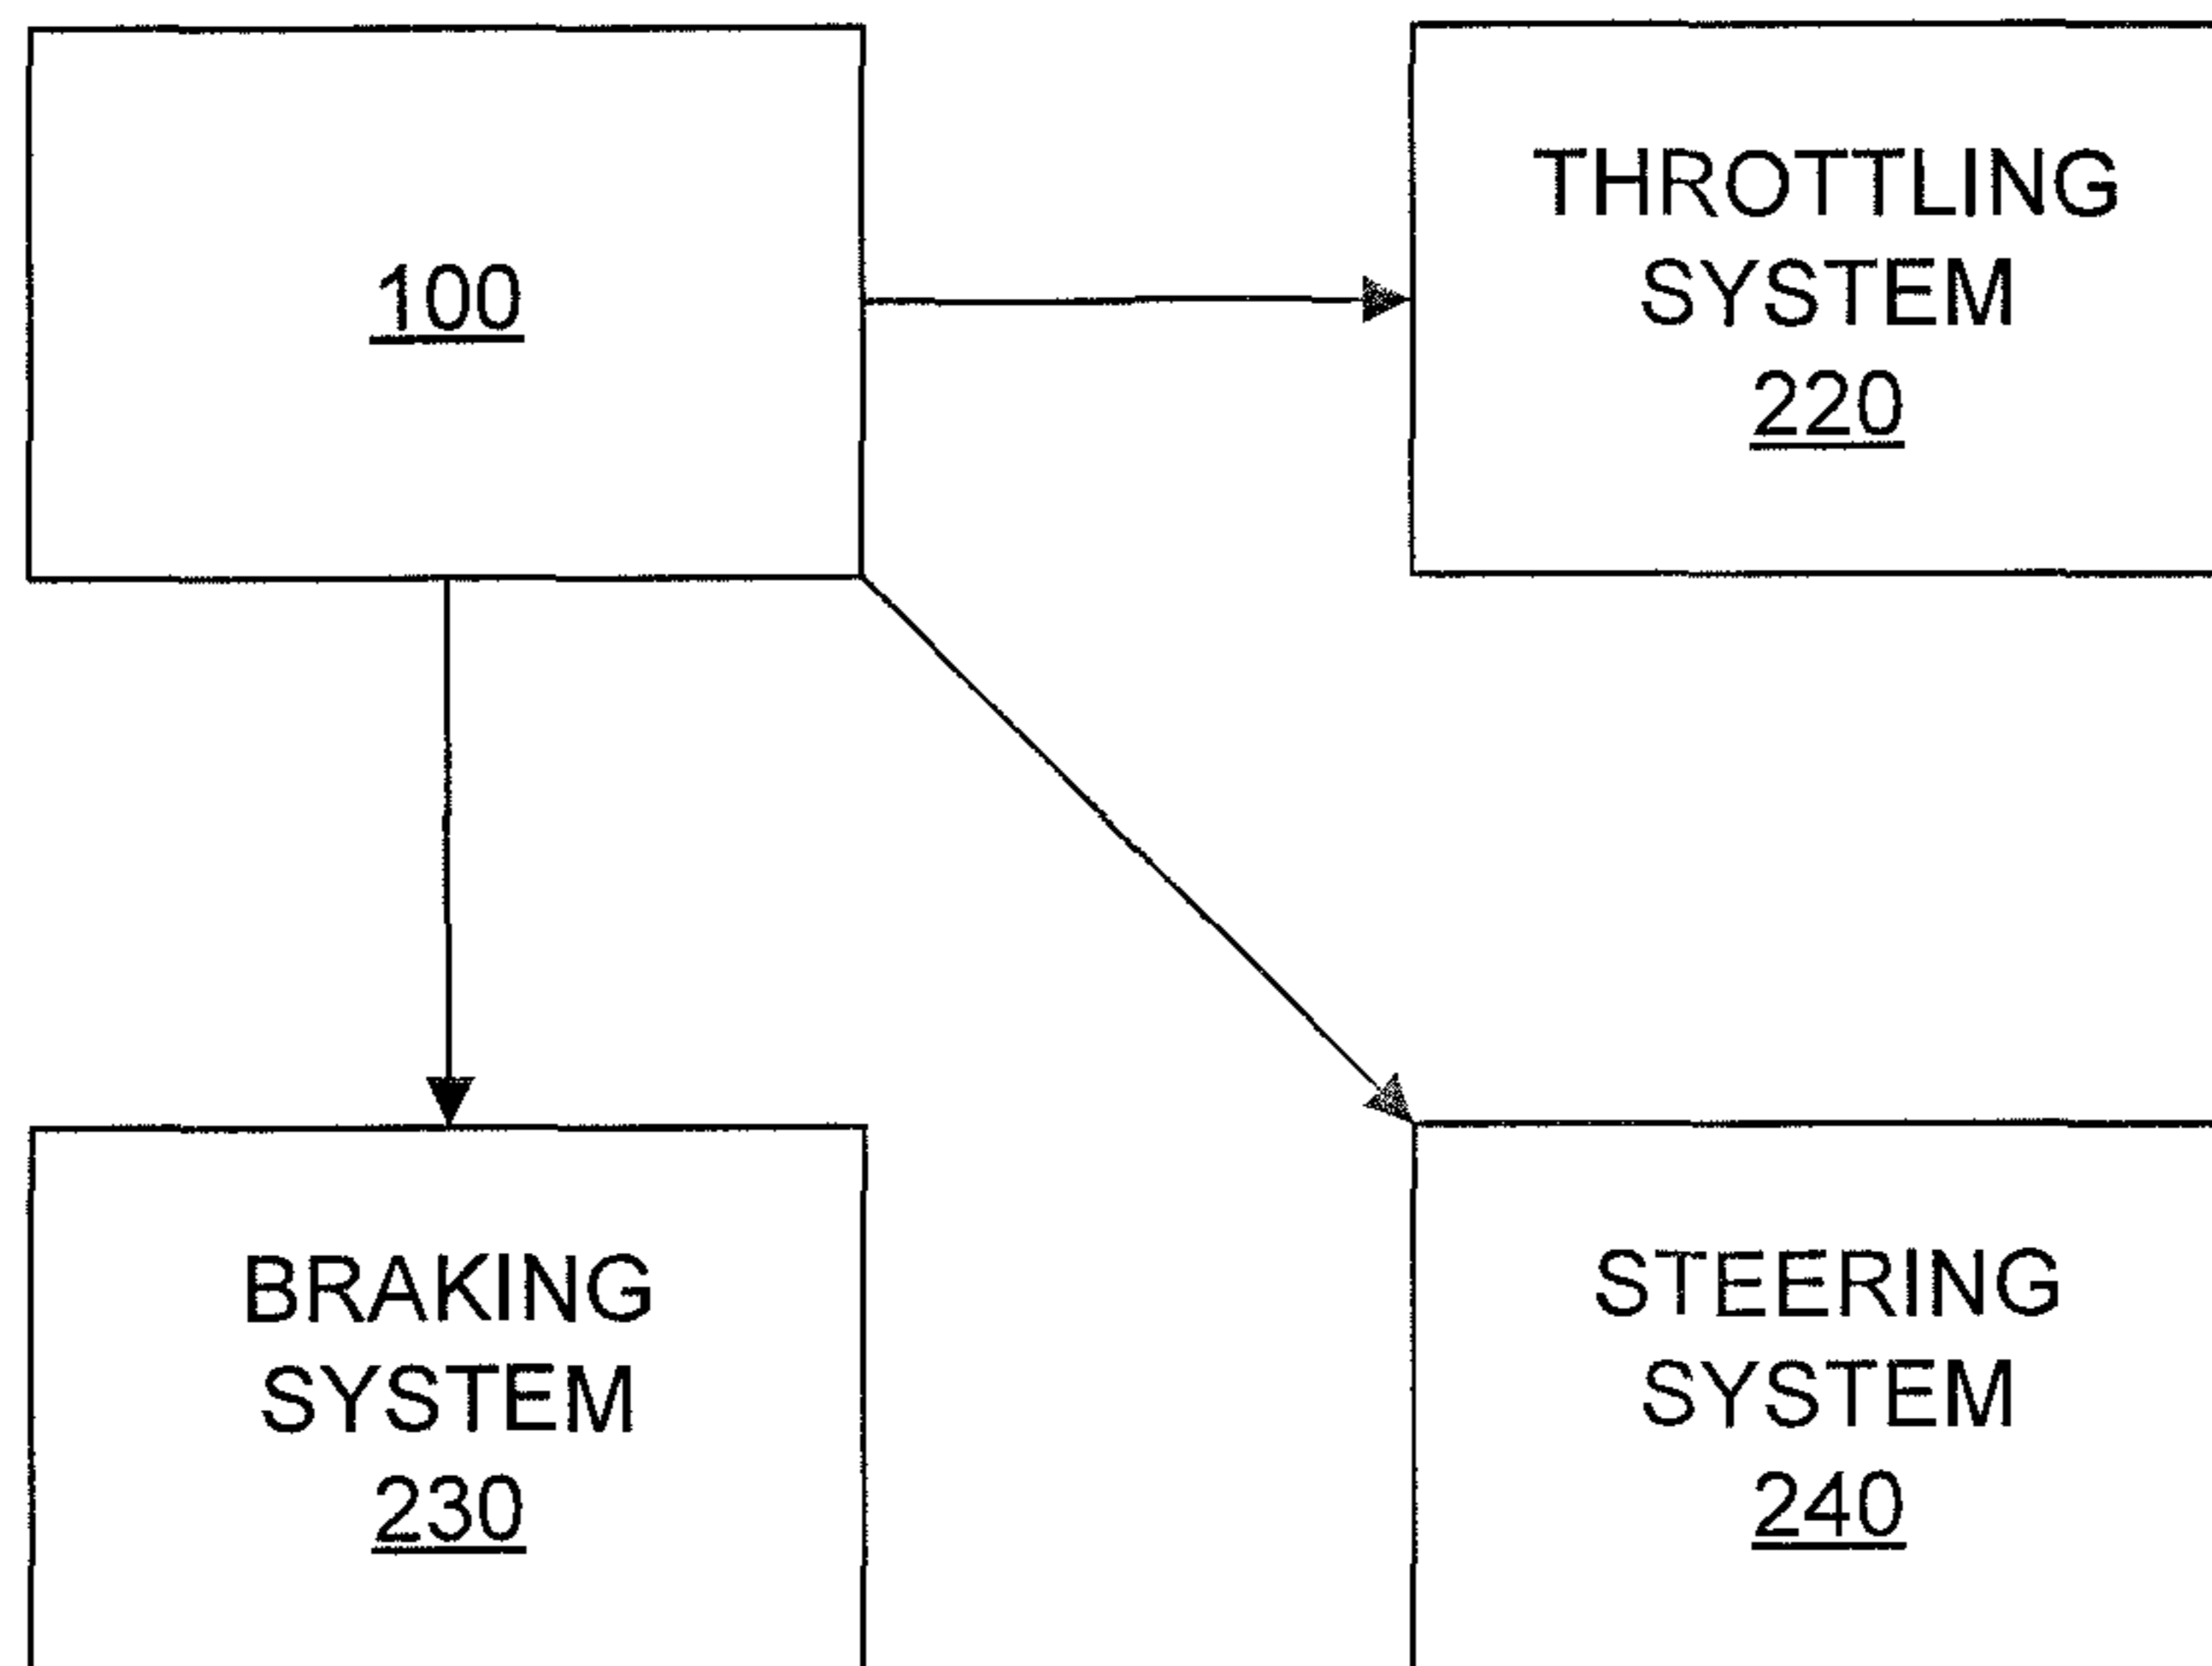 100
THROTTLING
SYSTEM
220
BRAKING
SYSTEM
230
STEERING
SYSTEM
240